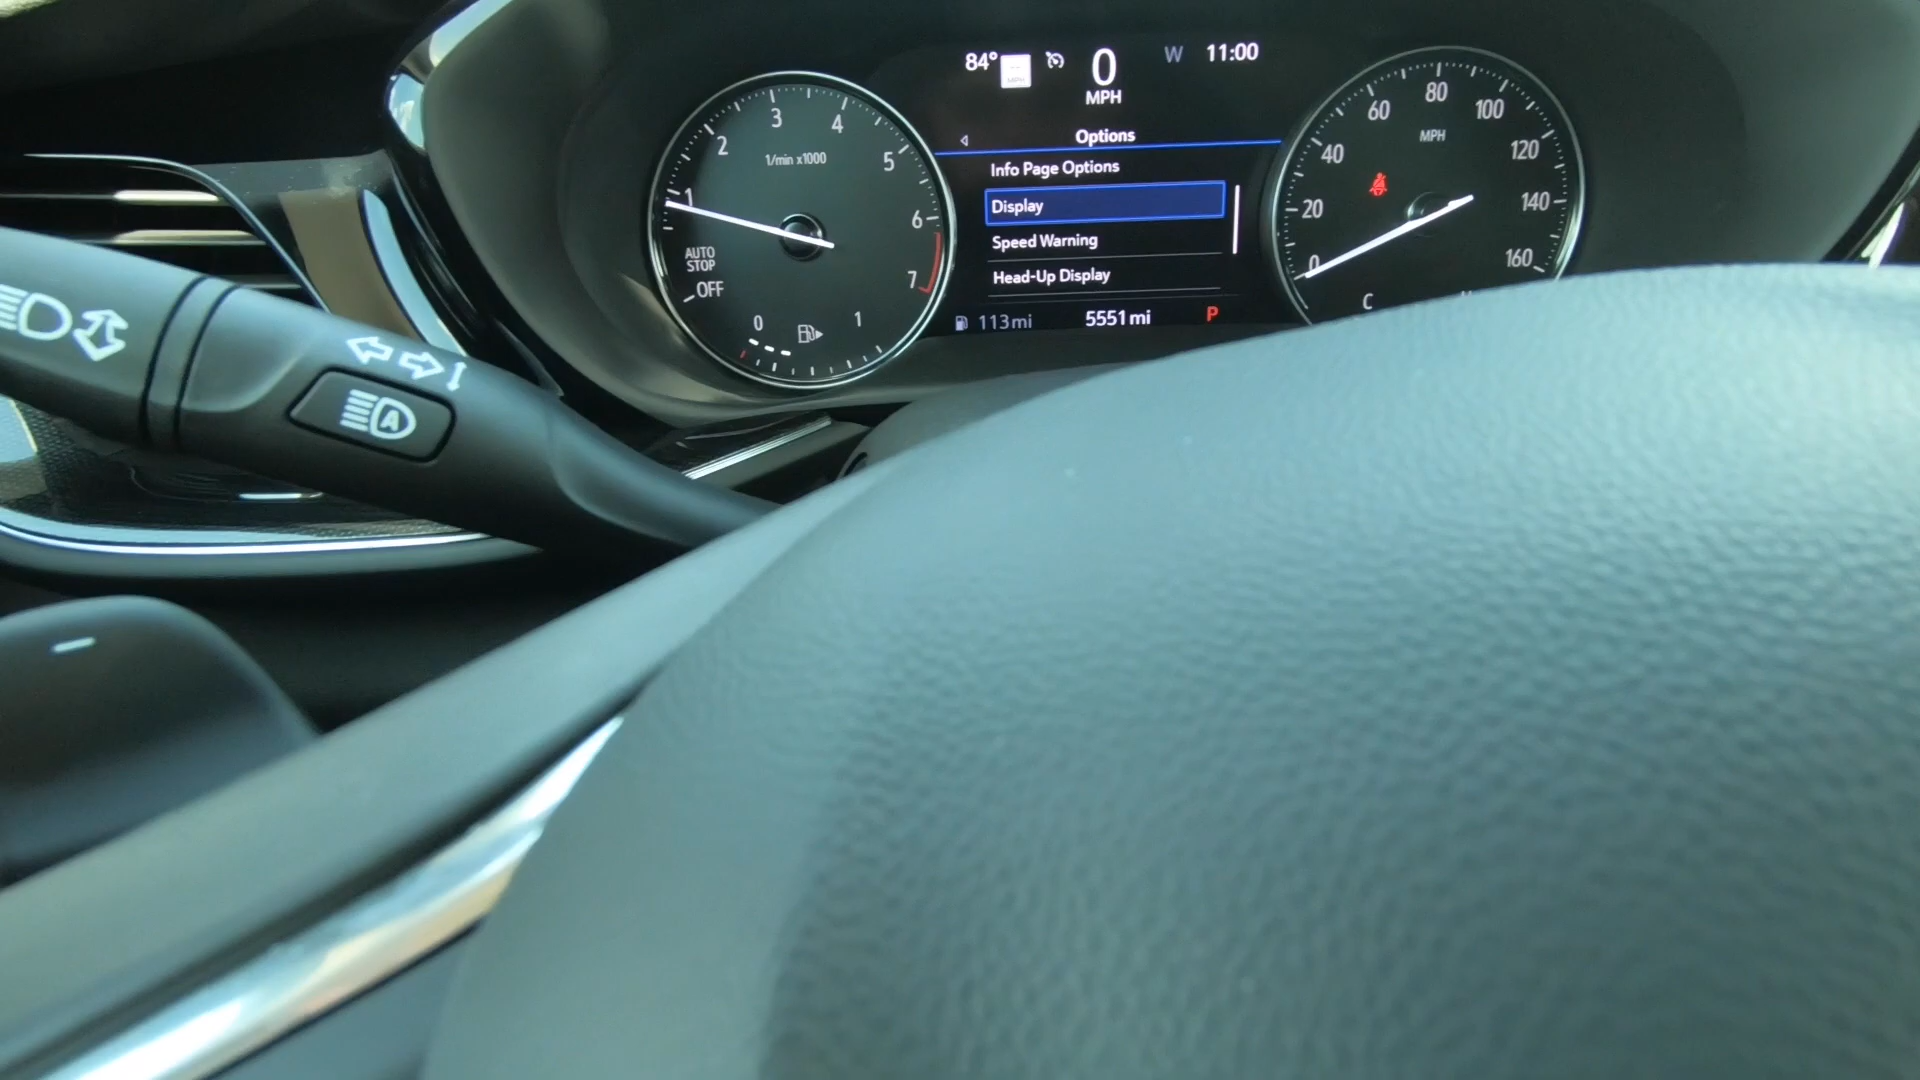 84° 0 W 11:00
MPH
Options
Info Page Options
Display
Speed Warning
Head-Up Display
113mi 5551mi P
1 2 3 4 5 6 7
1/min x1000
AUTO
STOP
OFF
0 1
0 20 40 60 80 100 120 140 160
MPH
C
A